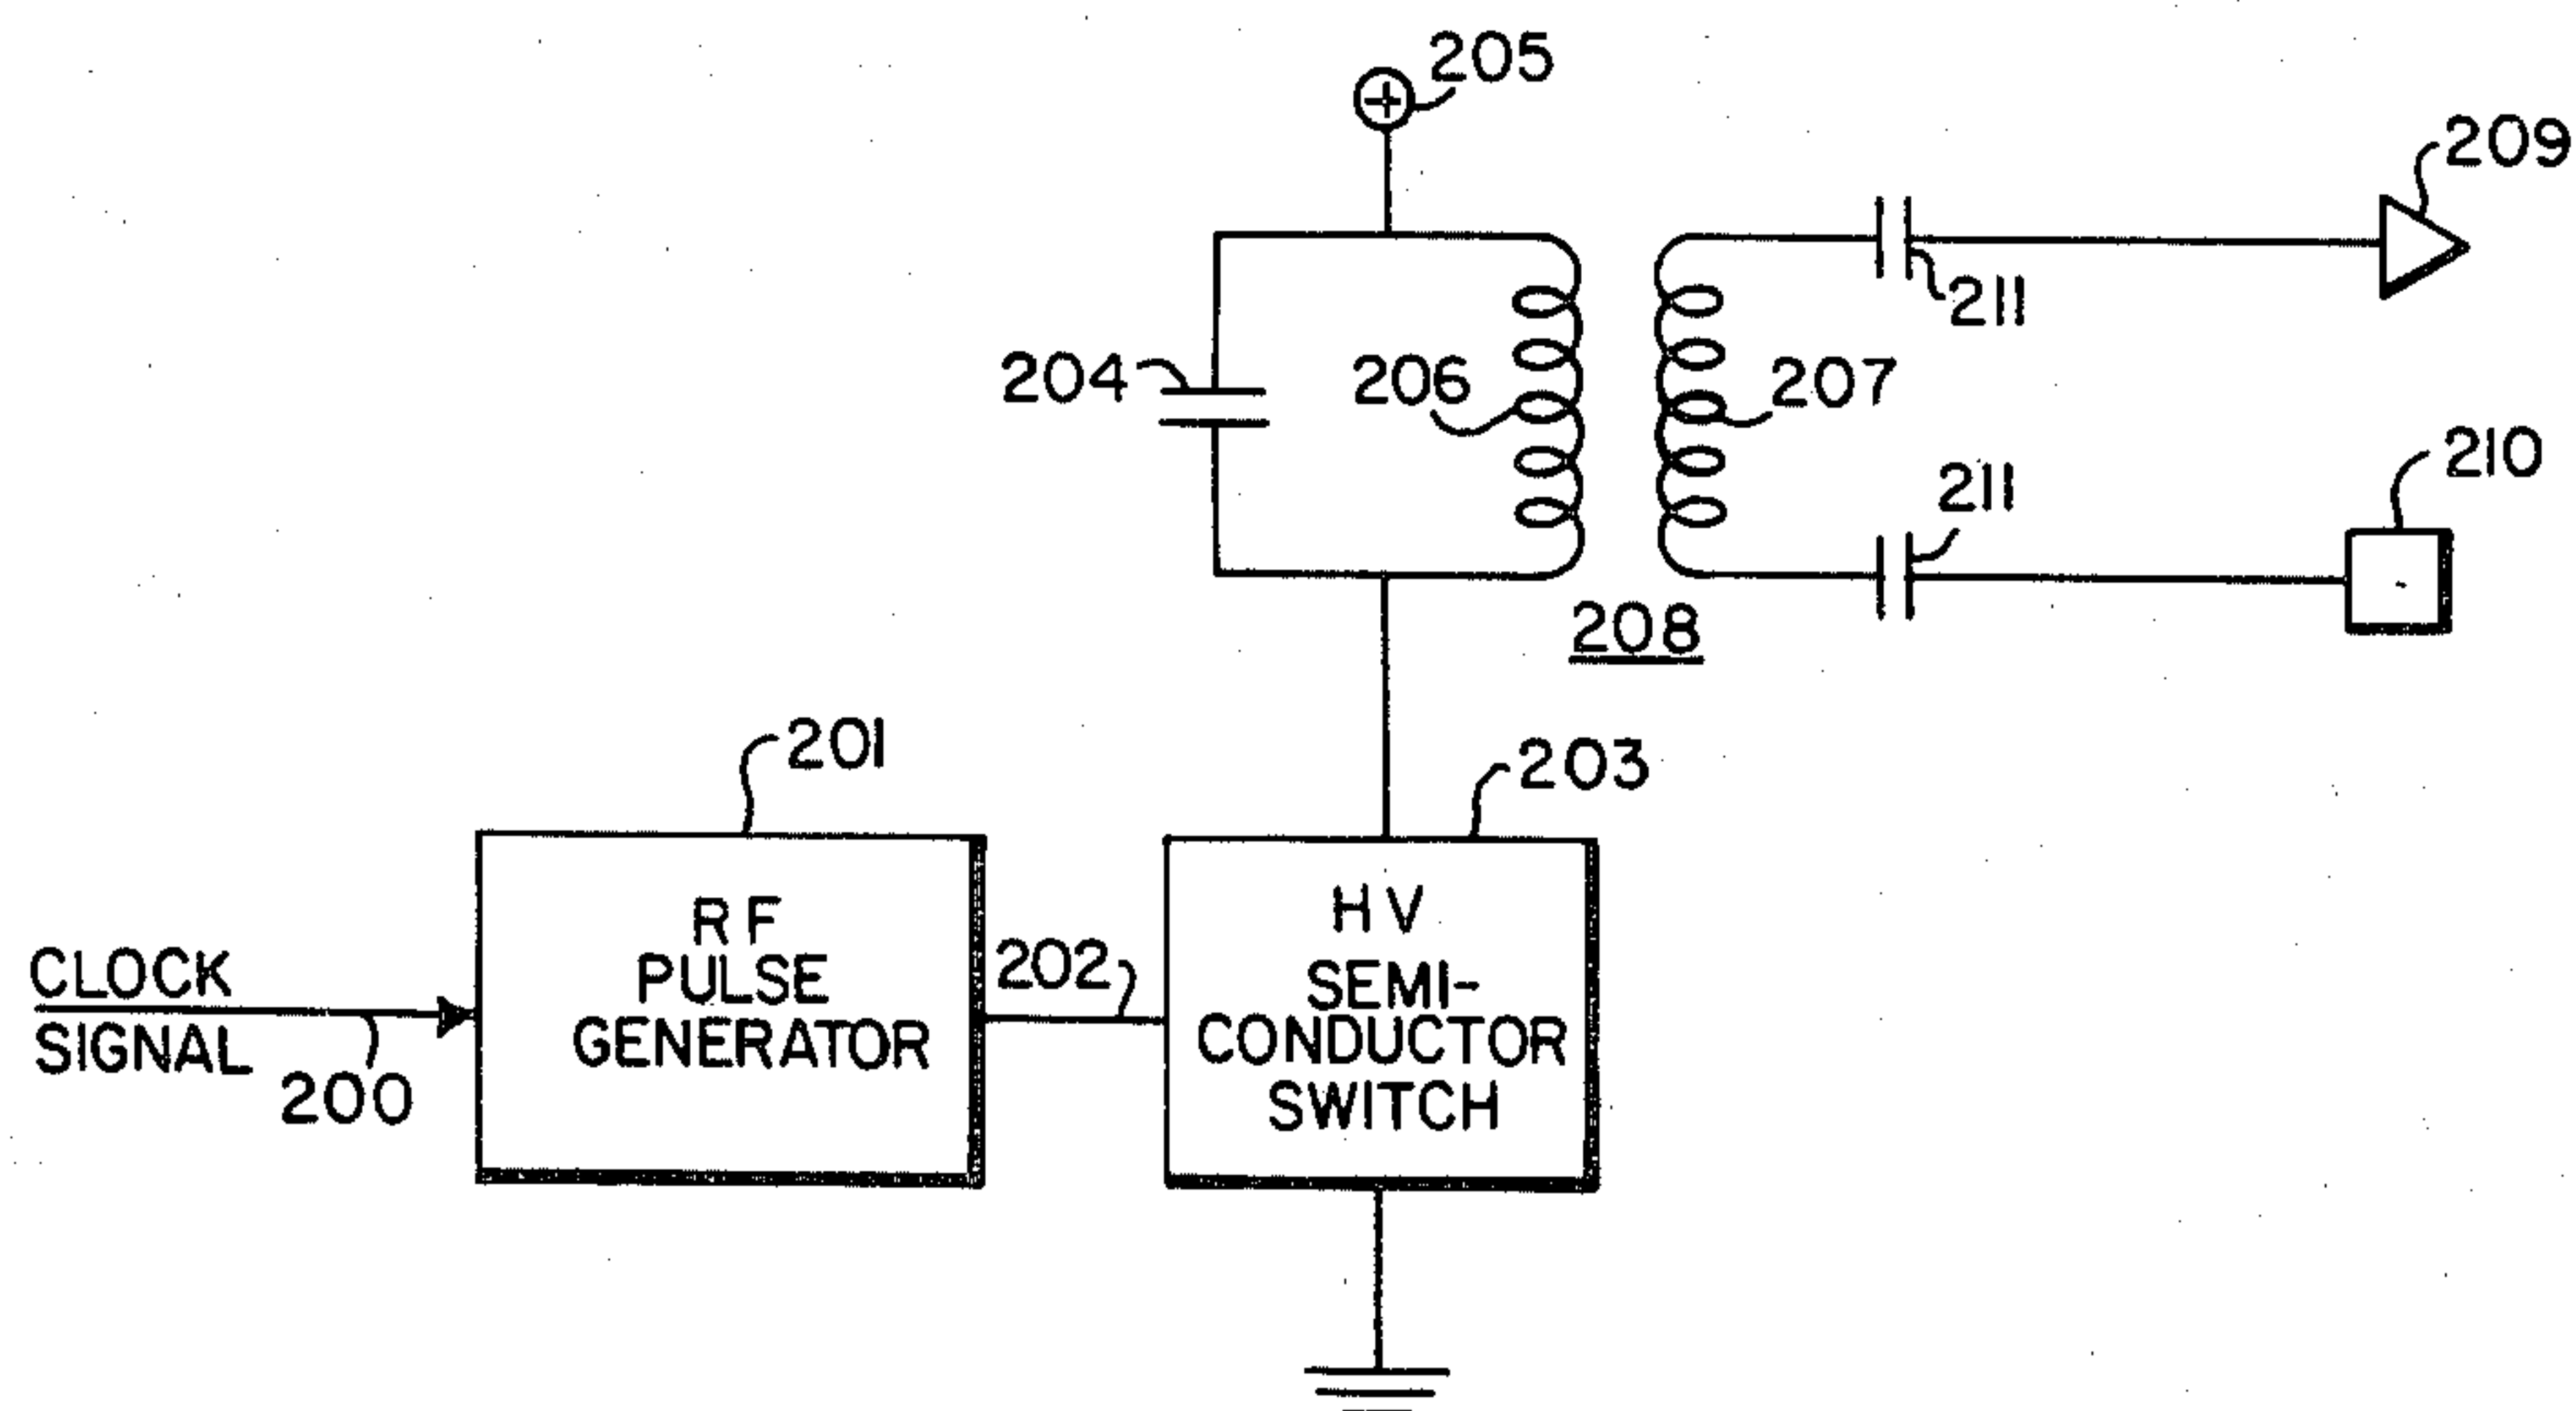 205
209
211
204
206
207
210
211
208
201
203
RF
PULSE
GENERATOR
HV
SEMI-
CONDUCTOR
SWITCH
202
CLOCK
SIGNAL
200